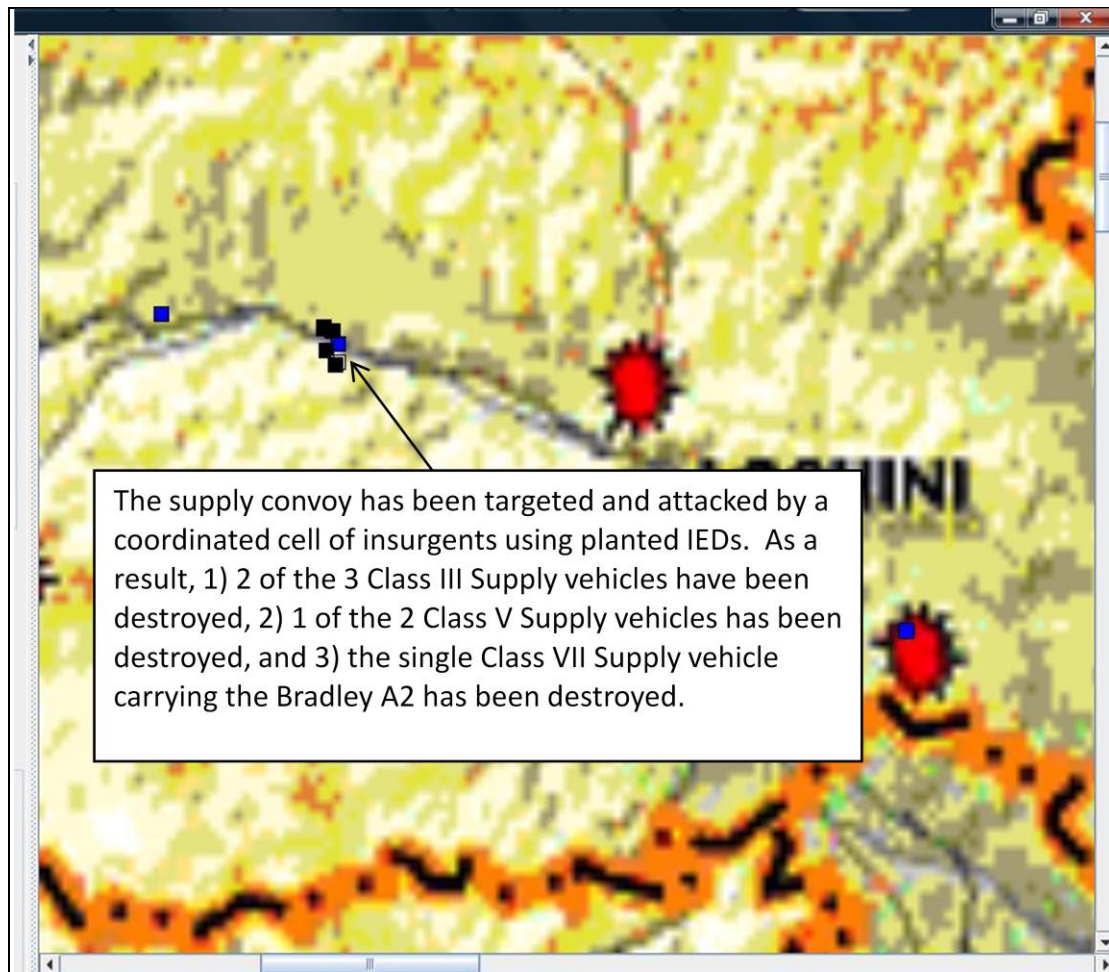 The supply convoy has been targeted and attacked by a
coordinated cell of insurgents using planted IEDs.  As a
result, 1) 2 of the 3 Class III Supply vehicles have been
destroyed, 2) 1 of the 2 Class V Supply vehicles has been
destroyed, and 3) the single Class VII Supply vehicle
carrying the Bradley A2 has been destroyed.